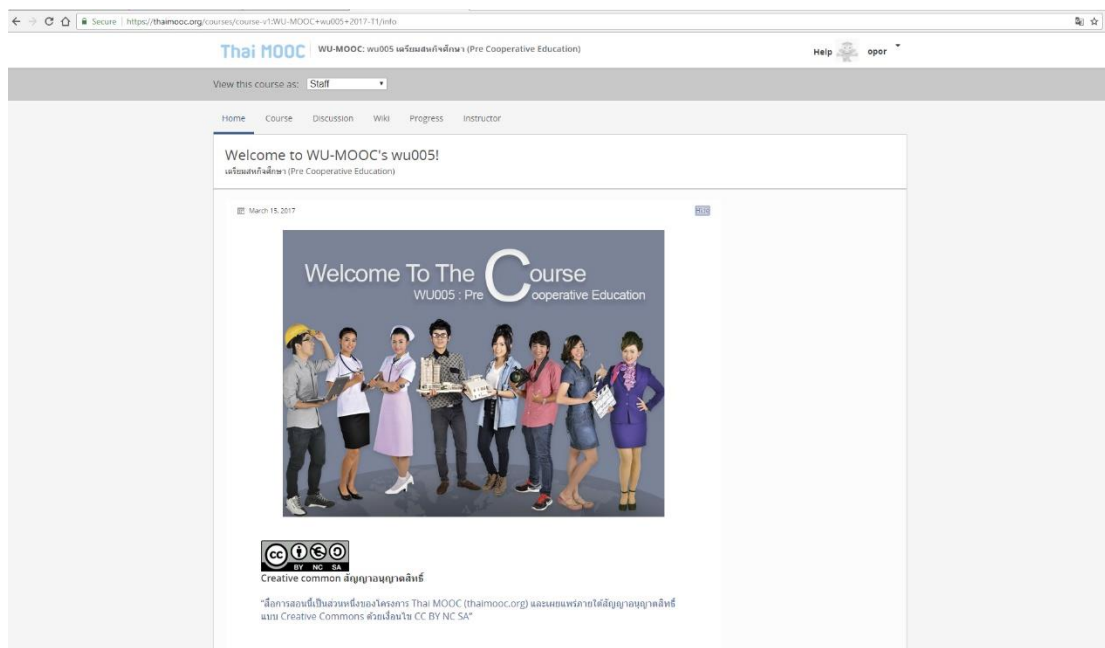 Secure | https://thaimooc.org/courses/course-v1:WU-MOOC+wu005+2017-T1/info
Thai MOOC WU-MOOC: wu005 เตรียมสหกิจศึกษา (Pre Cooperative Education) Help opor
View this course as: Staff
Home Course Discussion Wiki Progress Instructor
Welcome to WU-MOOC's wu005!
เตรียมสหกิจศึกษา (Pre Cooperative Education)
March 15, 2017 Hide
Welcome To The Course
WU005 : Pre Cooperative Education
cc BY NC SA
Creative common สัญญาอนุญาตสิทธิ์
"สื่อการสอนนี้เป็นส่วนหนึ่งของโครงการ Thai MOOC (thaimooc.org) และเผยแพร่ภายใต้สัญญาอนุญาตสิทธิ์
แบบ Creative Commons ด้วยเงื่อนไข CC BY NC SA"